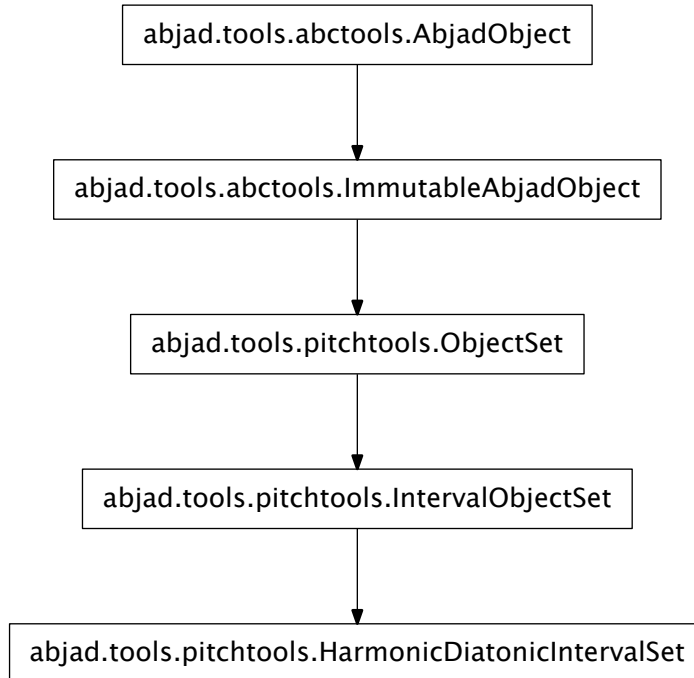 abjad.tools.abctools.AbjadObject
abjad.tools.abctools.ImmutableAbjadObject
abjad.tools.pitchtools.ObjectSet
abjad.tools.pitchtools.IntervalObjectSet
abjad.tools.pitchtools.HarmonicDiatonicIntervalSet